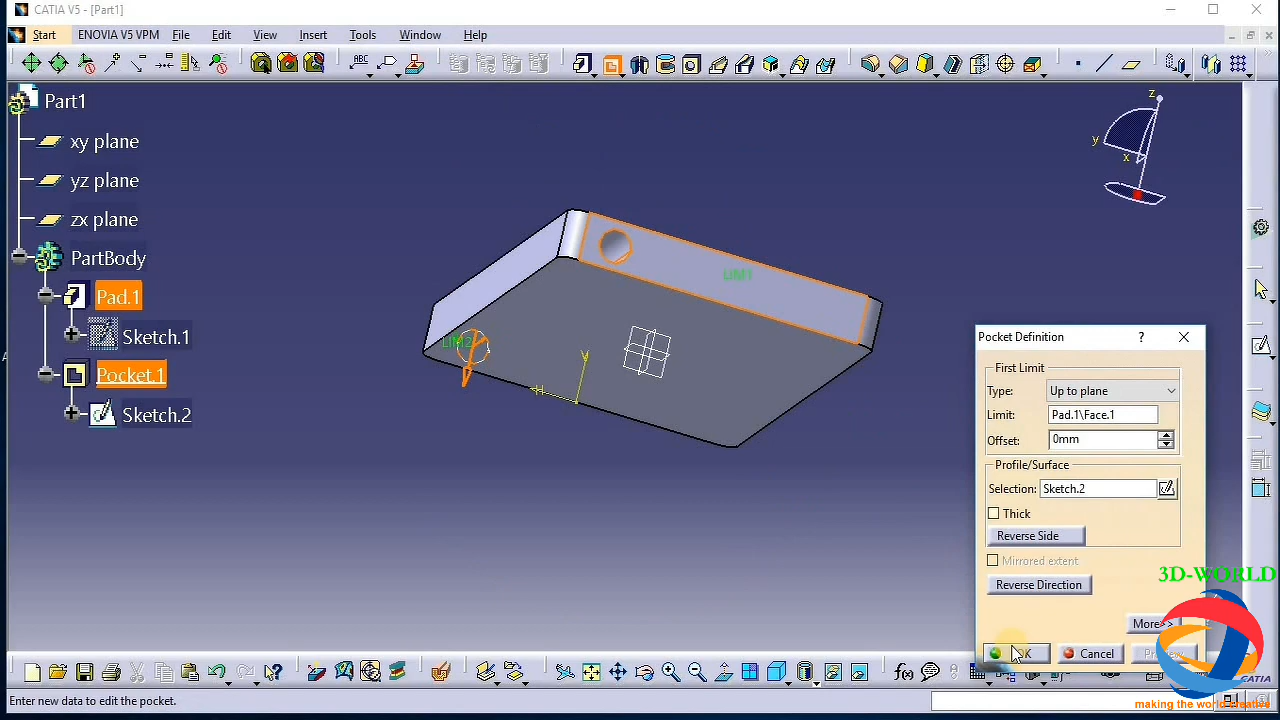 CATIA V5 - [Part1]
Start ENOVIA V5 VPM File Edit View Insert Tools Window Help
ABC
Part1
xy plane
yz plane
zx plane
PartBody
Pad.1
Sketch.1
Pocket.1
Sketch.2
z
y
x
LIM1
LIM2
y
H
Pocket Definition
?
First Limit
Type: Up to plane
Limit: Pad.1\Face.1
Offset: 0mm
Profile/Surface
Selection: Sketch.2
Thick
Reverse Side
Mirrored extent
Reverse Direction
More>>
OK Cancel Preview
3D-WORLD
making the world creative
CATIA
f(x)
Enter new data to edit the pocket.